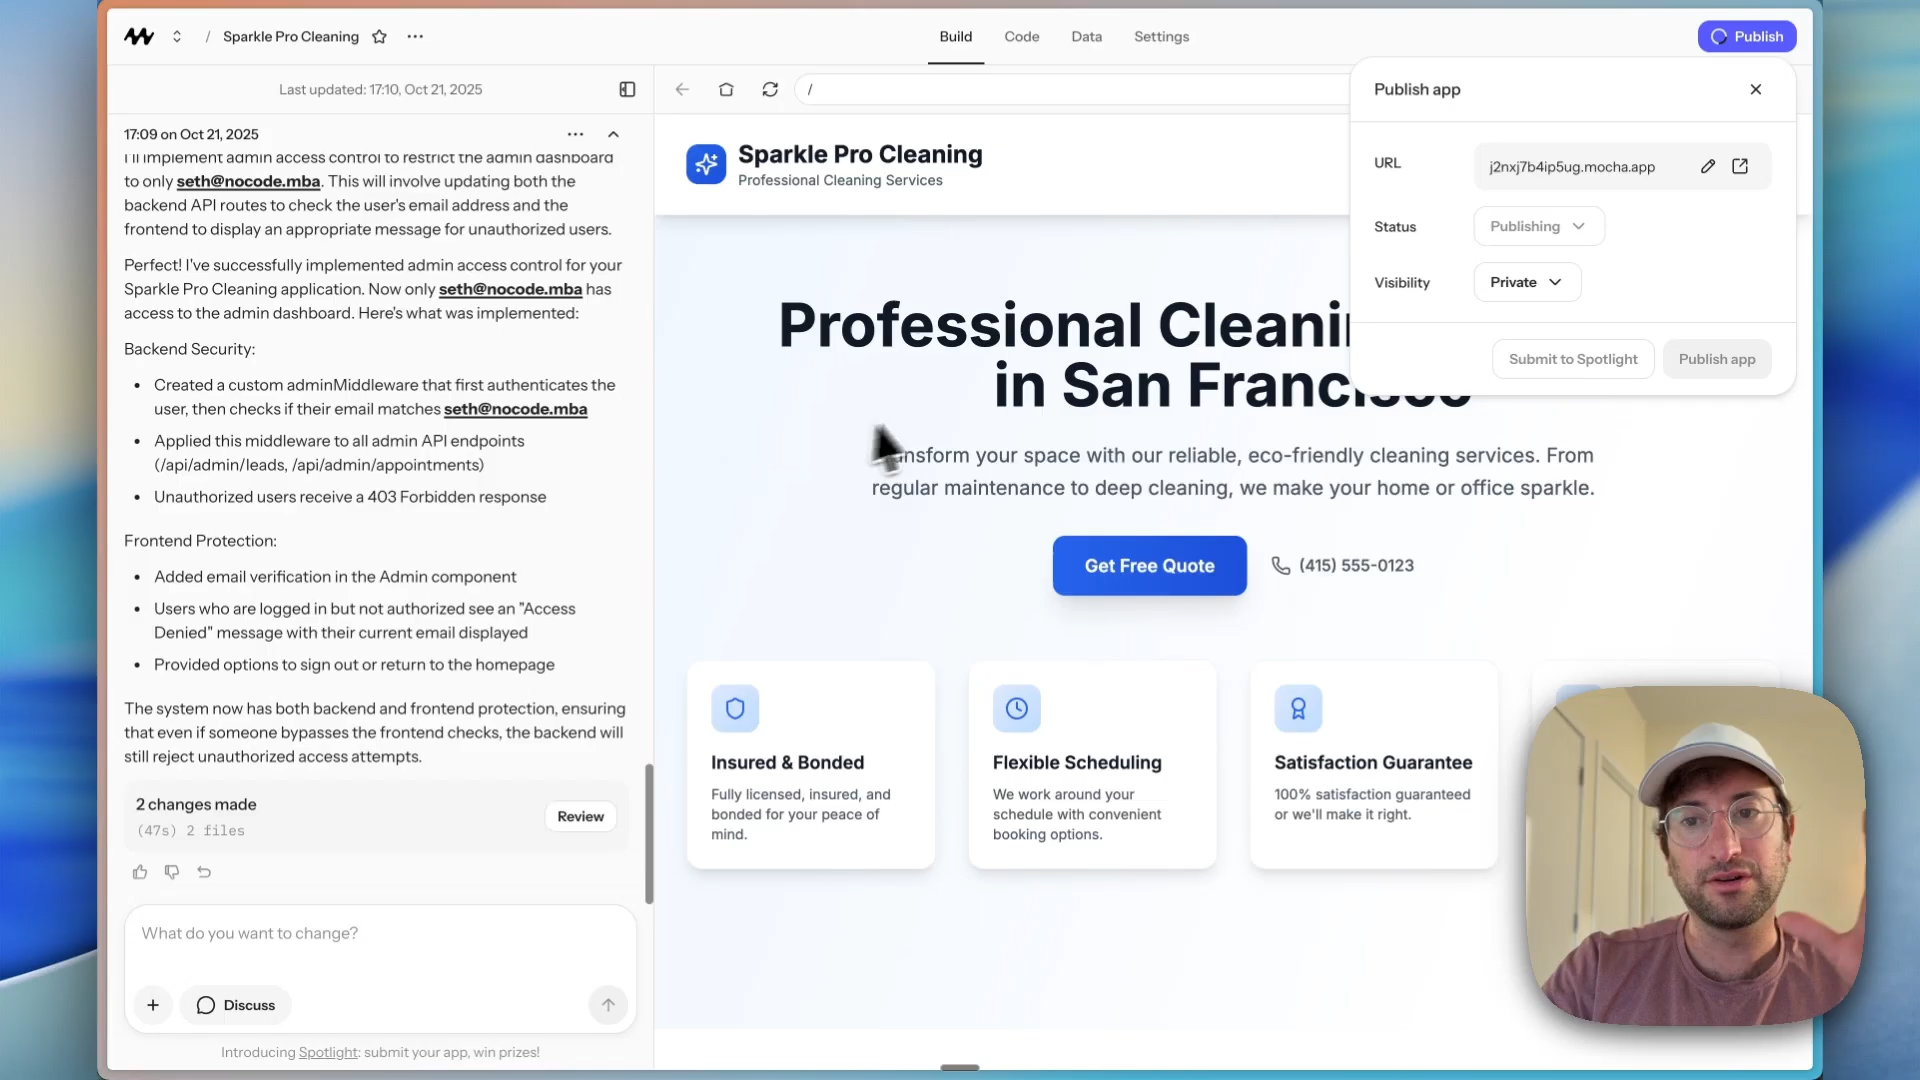 / Sparkle Pro Cleaning
Build Code Data Settings
Publish
Last updated: 17:10, Oct 21, 2025
17:09 on Oct 21, 2025
I'll implement admin access control to restrict the admin dashboard
to only seth@nocode.mba. This will involve updating both the
backend API routes to check the user's email address and the
frontend to display an appropriate message for unauthorized users.
Perfect! I've successfully implemented admin access control for your
Sparkle Pro Cleaning application. Now only seth@nocode.mba has
access to the admin dashboard. Here's what was implemented:
Backend Security:
• Created a custom adminMiddleware that first authenticates the
user, then checks if their email matches seth@nocode.mba
• Applied this middleware to all admin API endpoints
(/api/admin/leads, /api/admin/appointments)
• Unauthorized users receive a 403 Forbidden response
Frontend Protection:
• Added email verification in the Admin component
• Users who are logged in but not authorized see an "Access
Denied" message with their current email displayed
• Provided options to sign out or return to the homepage
The system now has both backend and frontend protection, ensuring
that even if someone bypasses the frontend checks, the backend will
still reject unauthorized access attempts.
2 changes made
(47s) 2 files
Review
What do you want to change?
Discuss
Introducing Spotlight: submit your app, win prizes!
/
Sparkle Pro Cleaning
Professional Cleaning Services
Professional
in San
regular maintenance to deep cleaning, we make your home or office sparkle.
your space with our reliable, eco-friendly cleaning services. From
Get Free Quote
(415) 555-0123
Insured & Bonded
Fully licensed, insured, and
bonded for your peace of
mind.
Flexible Scheduling
We work around your
schedule with convenient
booking options.
Satisfaction Guarantee
100% satisfaction guaranteed
or we'll make it right.
Publish app
URL
j2nxj7b4ip5ug.mocha.app
Status
Publishing
Visibility
Private
Submit to Spotlight
Publish app